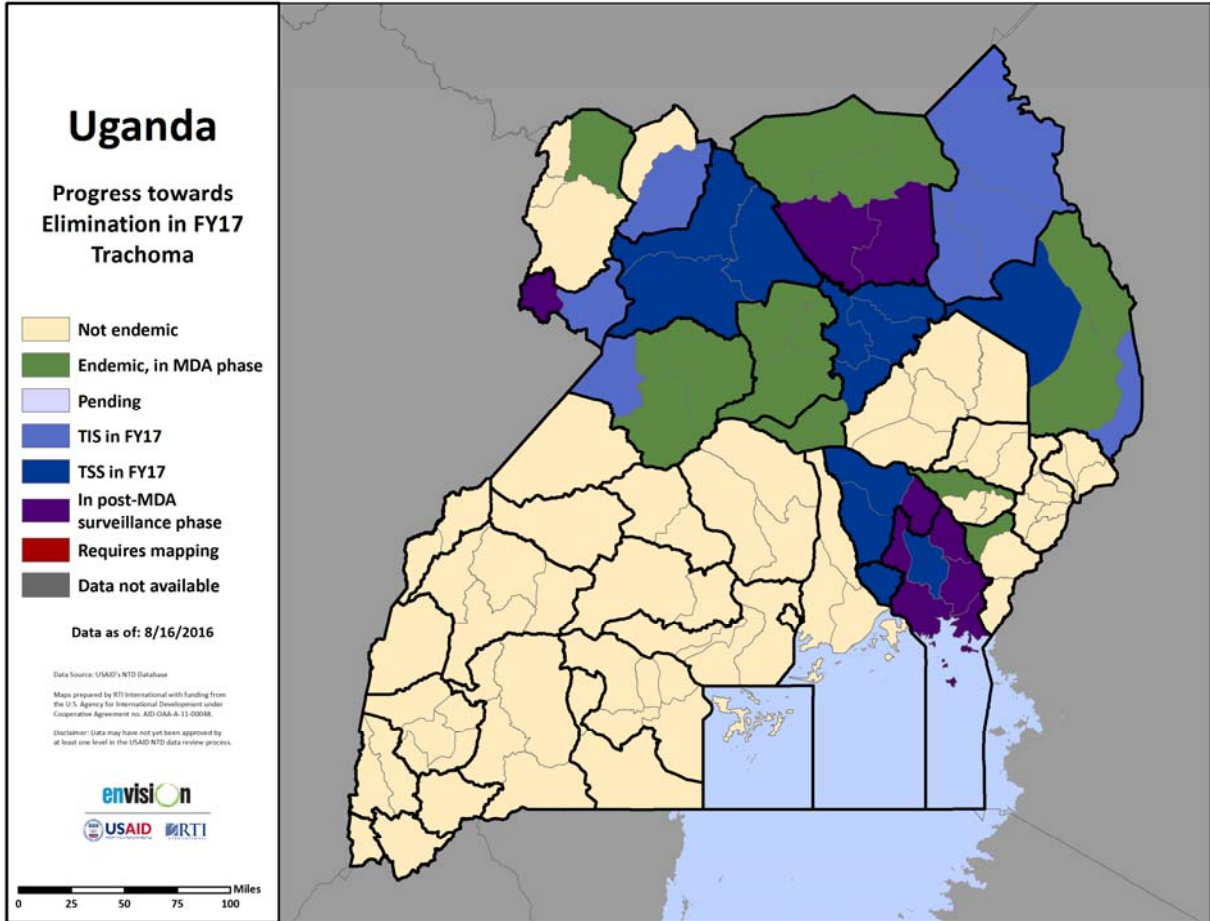 Uganda
Progress towards
Elimination in FY17
Trachoma
Not endemic
Endemic, in MDA phase
Pending
TIS in FY17
TSS in FY17
In post-MDA
surveillance phase
Requires mapping
Data not available
Data as of: 8/16/2016
Data Source: USAID's NTD Database
Maps prepared by RTI International with funding from
the U.S. Agency for International Development under
Cooperative Agreement no. AID-OAA-A-11-00048.
Disclaimer: Data may have not yet been approved by
at least one level in the USAID NTD data review process.
envision
USAID RTI
Miles
0 25 50 75 100